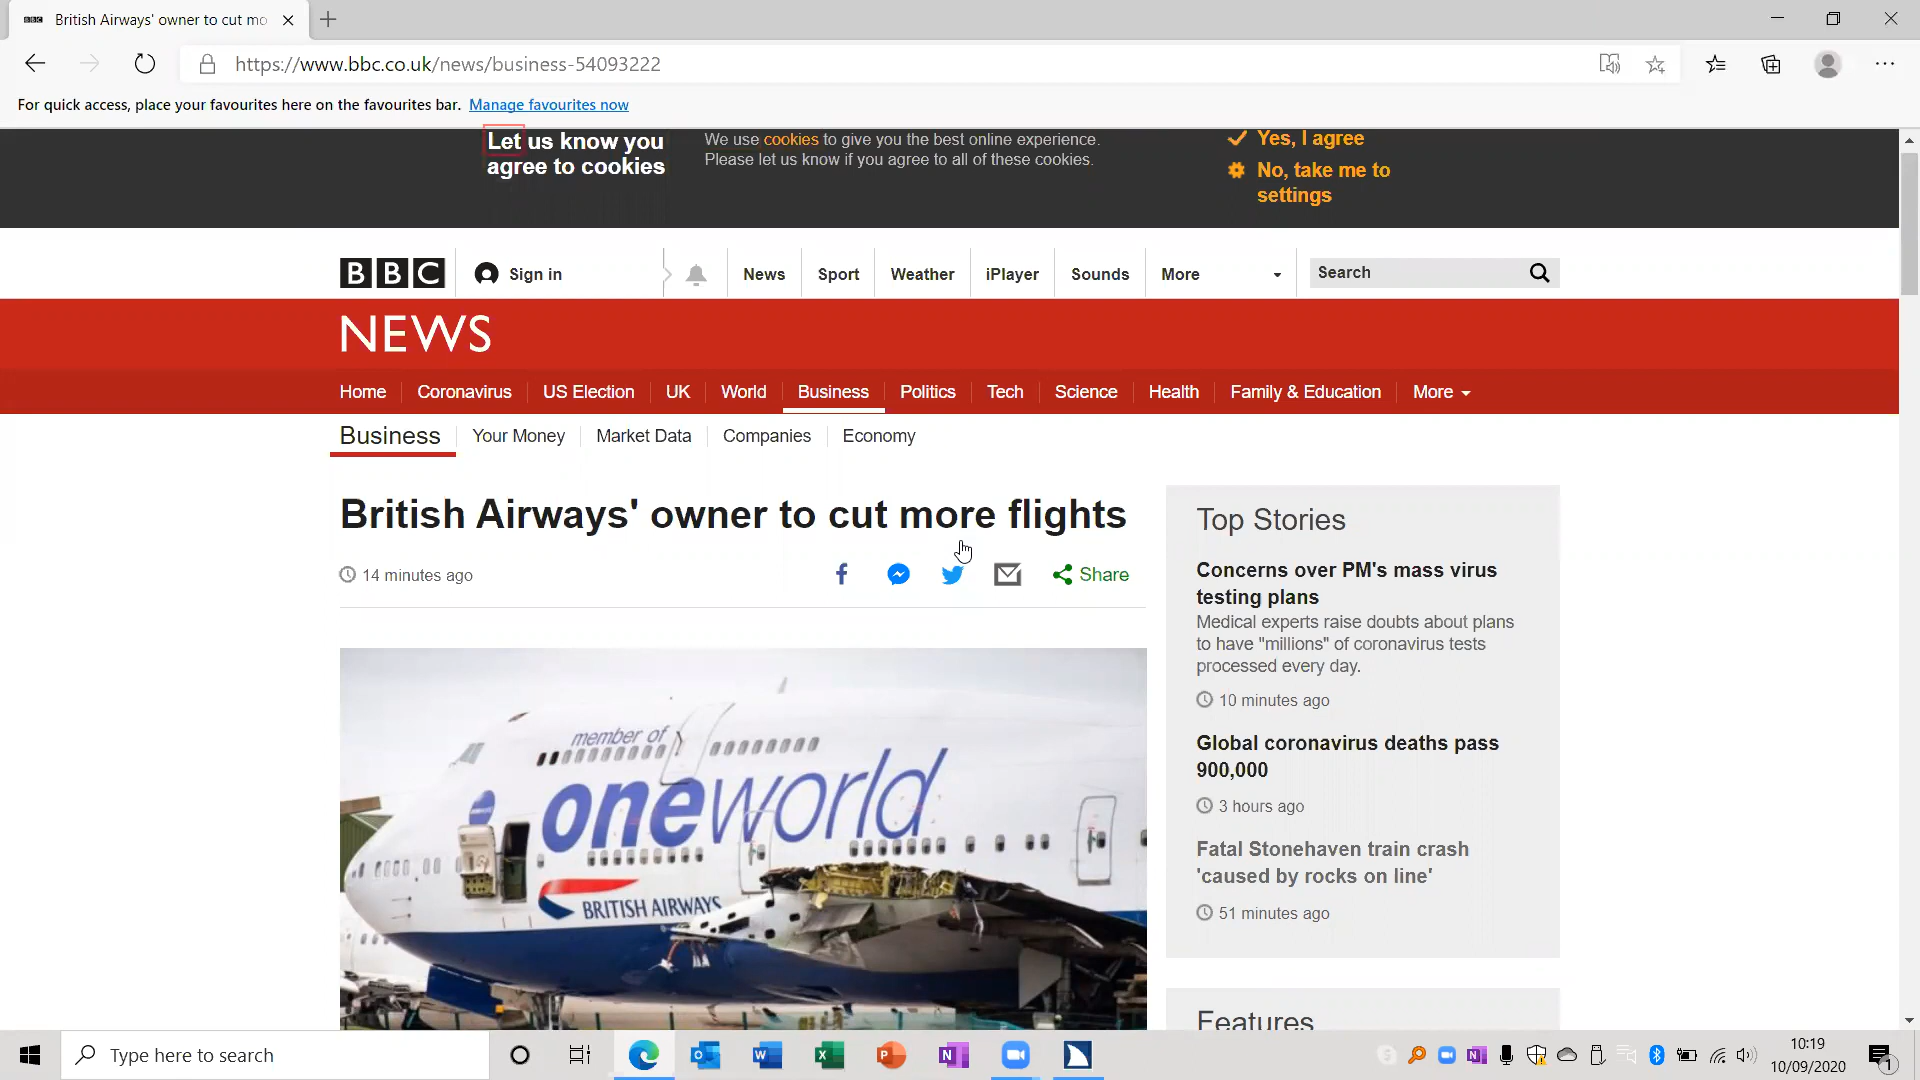 British Airways' owner to cut mo
https://www.bbc.co.uk/news/business-54093222
For quick access, place your favourites here on the favourites bar. Manage favourites now
Let us know you
agree to cookies
We use cookies to give you the best online experience.
Please let us know if you agree to all of these cookies.
Yes, I agree
No, take me to
settings
BBC
Sign in
News
Sport
Weather
iPlayer
Sounds
More
Search
NEWS
Home
Coronavirus
US Election
UK
World
Business
Politics
Tech
Science
Health
Family & Education
More
Business
Your Money
Market Data
Companies
Economy
British Airways' owner to cut more flights
14 minutes ago
Share
member of
oneworld
BRITISH AIRWAYS
Top Stories
Concerns over PM's mass virus
testing plans
Medical experts raise doubts about plans
to have "millions" of coronavirus tests
processed every day.
10 minutes ago
Global coronavirus deaths pass
900,000
3 hours ago
Fatal Stonehaven train crash
'caused by rocks on line'
51 minutes ago
Features
Type here to search
10:19
10/09/2020
1